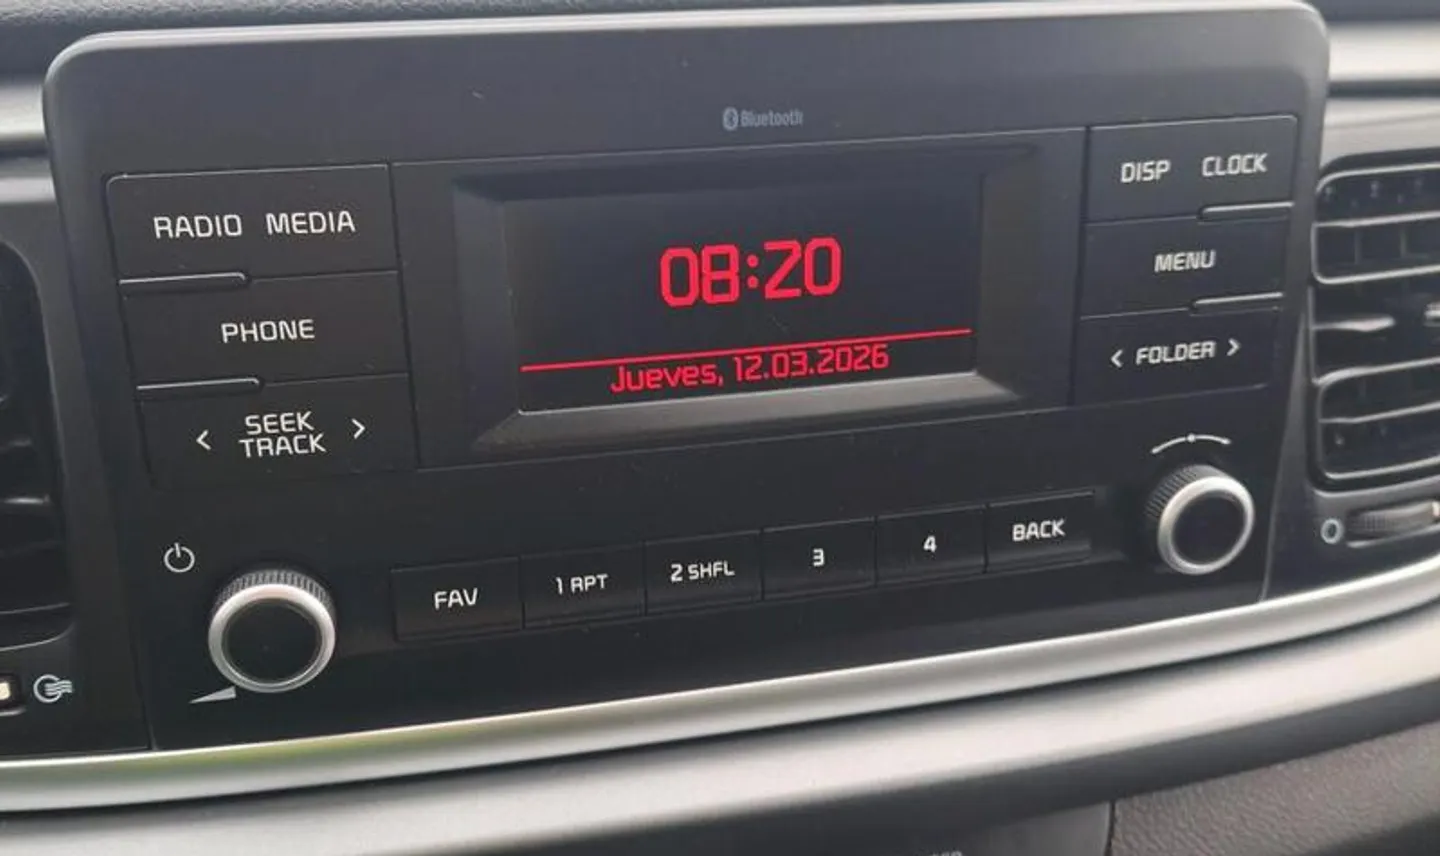 Bluetooth
RADIO MEDIA
PHONE
< SEEK TRACK >
08:20
Jueves, 12.03.2026
DISP CLOCK
MENU
< FOLDER >
FAV
1 RPT
2 SHFL
3
4
BACK